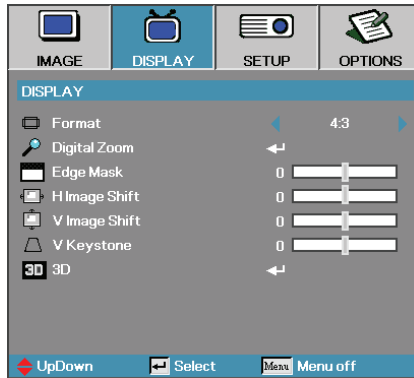 IMAGE DISPLAY SETUP OPTIONS
DISPLAY
Format 4:3
Digital Zoom
Edge Mask 0
H Image Shift 0
V Image Shift 0
V Keystone 0
3D 3D
UpDown Select Menu Menu off